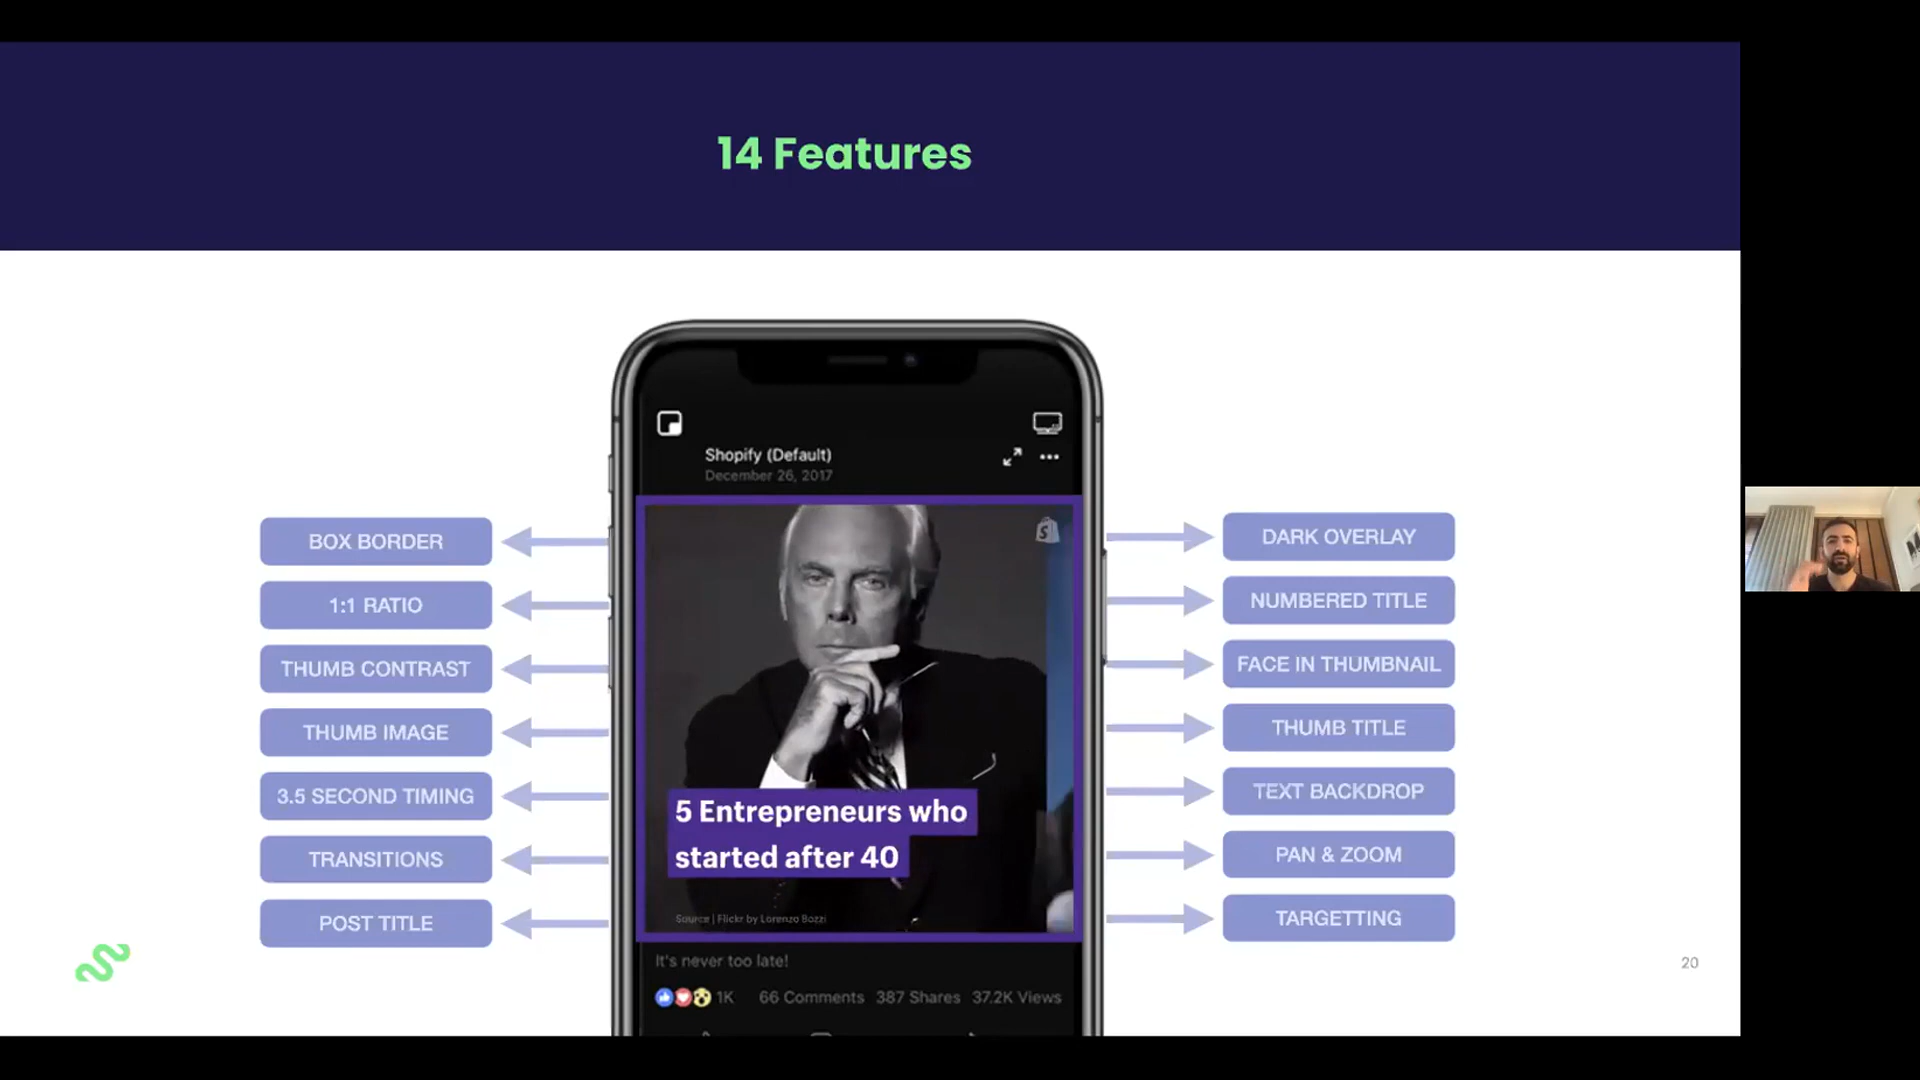 14 Features
Shopify (Default)
December 26, 2017
BOX BORDER
1:1 RATIO
THUMB CONTRAST
THUMB IMAGE
3.5 SECOND TIMING
TRANSITIONS
POST TITLE
5 Entrepreneurs who
started after 40
Source | Flickr by Lorenzo Bozzi
It's never too late!
1K 66 Comments 387 Shares 37.2K Views
DARK OVERLAY
NUMBERED TITLE
FACE IN THUMBNAIL
THUMB TITLE
TEXT BACKDROP
PAN & ZOOM
TARGETTING
20